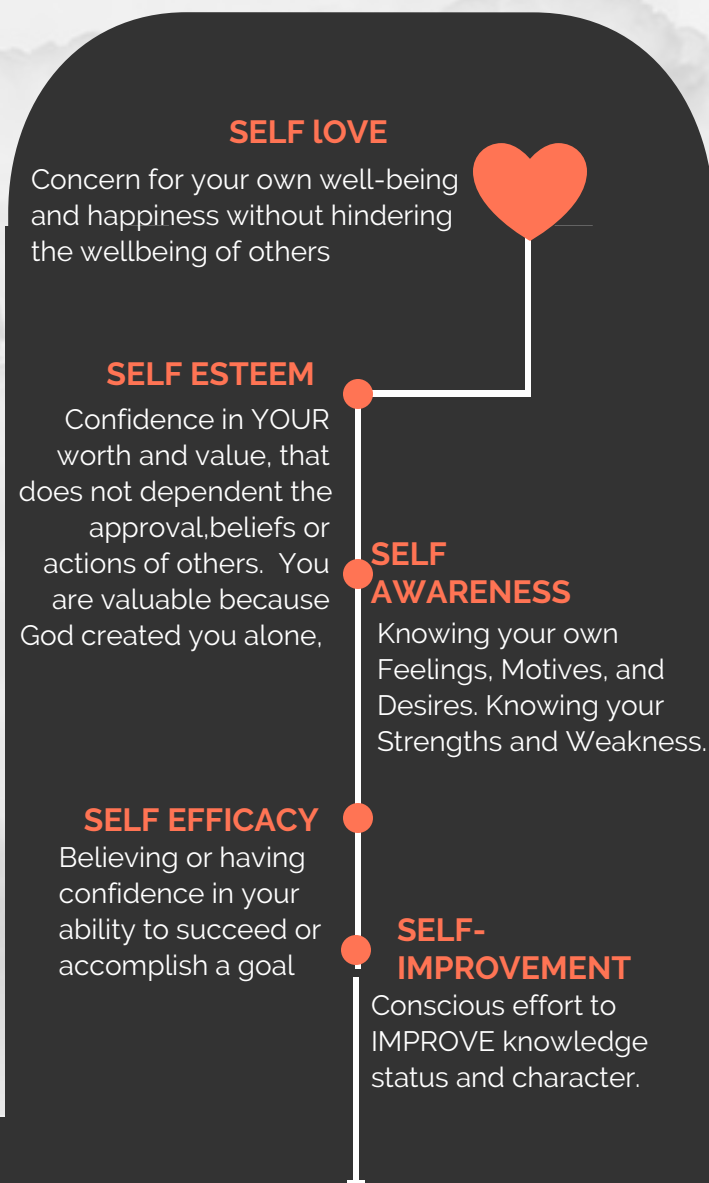 SELF lOVE
Concern for your own well-being
and happiness without hindering
the wellbeing of others
SELF ESTEEM
Confidence in YOUR
worth and value, that
does not dependent the
approval,beliefs or
actions of others.  You
are valuable because
God created you alone,
SELF
AWARENESS
Knowing your own
Feelings, Motives, and
Desires. Knowing your
Strengths and Weakness.
SELF EFFICACY
Believing or having
confidence in your
ability to succeed or
accomplish a goal
SELF-
IMPROVEMENT
Conscious effort to
IMPROVE knowledge
status and character.